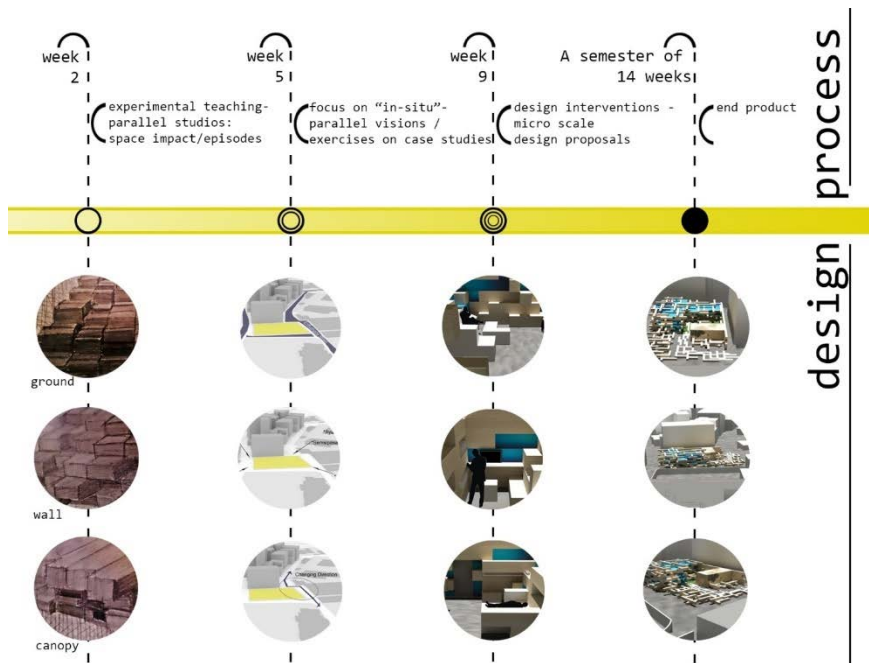 week
2
week
5
week
9
A semester of
14 weeks
experimental teaching-
parallel studios:
space impact/episodes
focus on "in-situ"-
parallel visions /
exercises on case studies
design interventions -
micro scale
design proposals
end product
design process
ground
wall
canopy